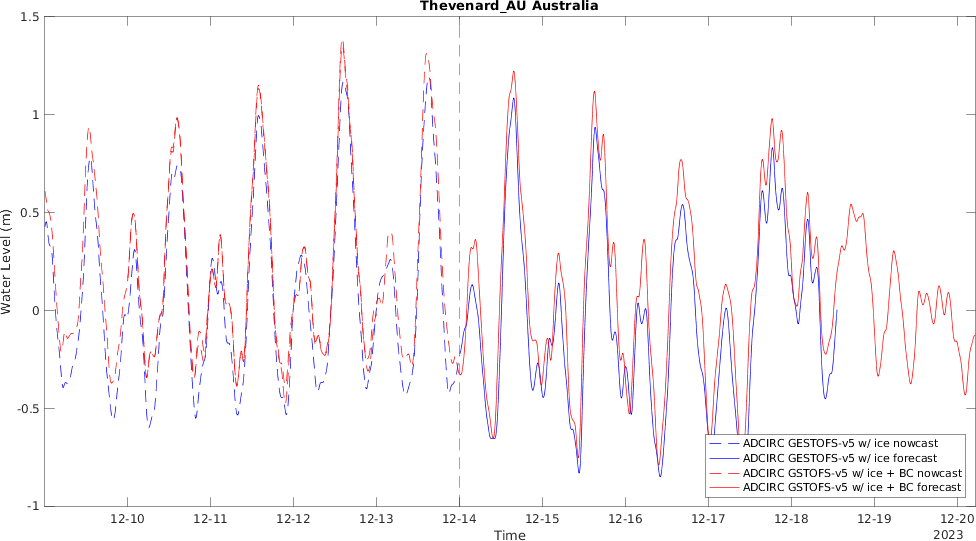 Thevenard_AU Australia
1.5
1
0.5
0
-0.5
-1
Water Level (m)
12-10 12-11 12-12 12-13 12-14 12-15 12-16 12-17 12-18 12-19 12-20
Time
2023
ADCIRC GESTOFS-v5 w/ ice nowcast
ADCIRC GESTOFS-v5 w/ ice forecast
ADCIRC GSTOFS-v5 w/ ice + BC nowcast
ADCIRC GSTOFS-v5 w/ ice + BC forecast